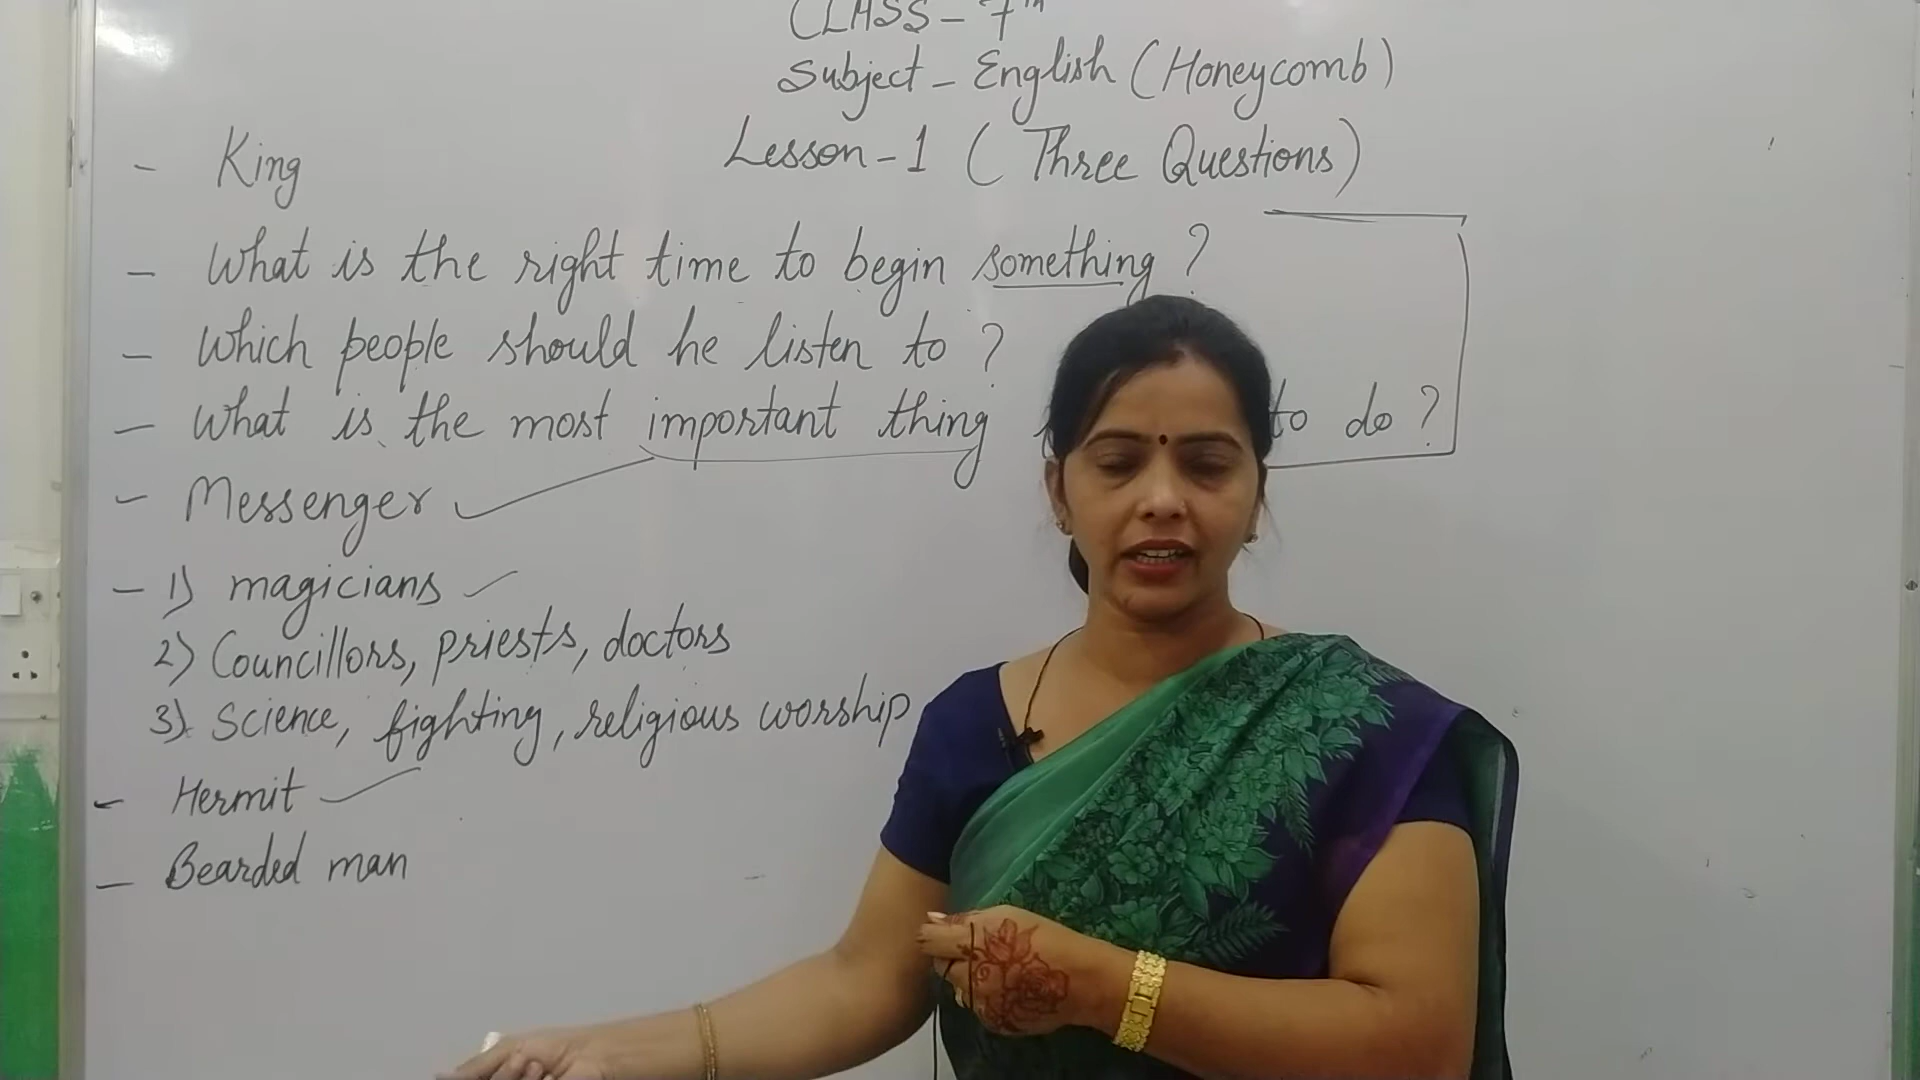 CLASS - 7th
Subject - English (Honeycomb)
Lesson - 1 (Three Questions)
- King
- What is the right time to begin something ?
- Which people should he listen to ?
- What is the most important thing to do ?
- Messenger
- 1) magicians
2) Councillors, priests, doctors
3) Science, fighting, religious worship
- Hermit
- Bearded man